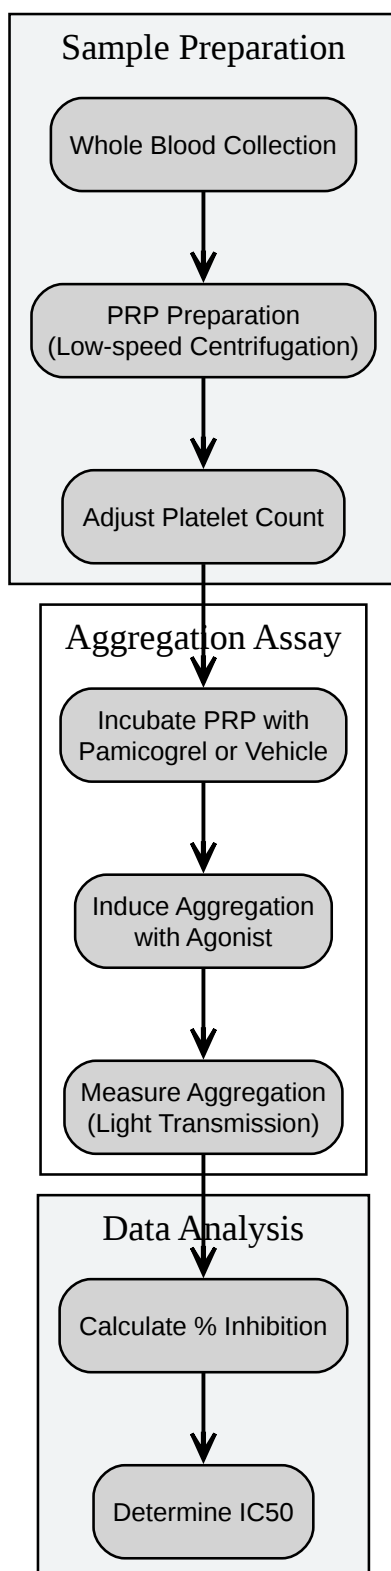 Sample Preparation
Whole Blood Collection
PRP Preparation
(Low-speed Centrifugation)
Adjust Platelet Count
Aggregation Assay
Incubate PRP with
Pamicogrel or Vehicle
Induce Aggregation
with Agonist
Measure Aggregation
(Light Transmission)
Data Analysis
Calculate % Inhibition
Determine IC50